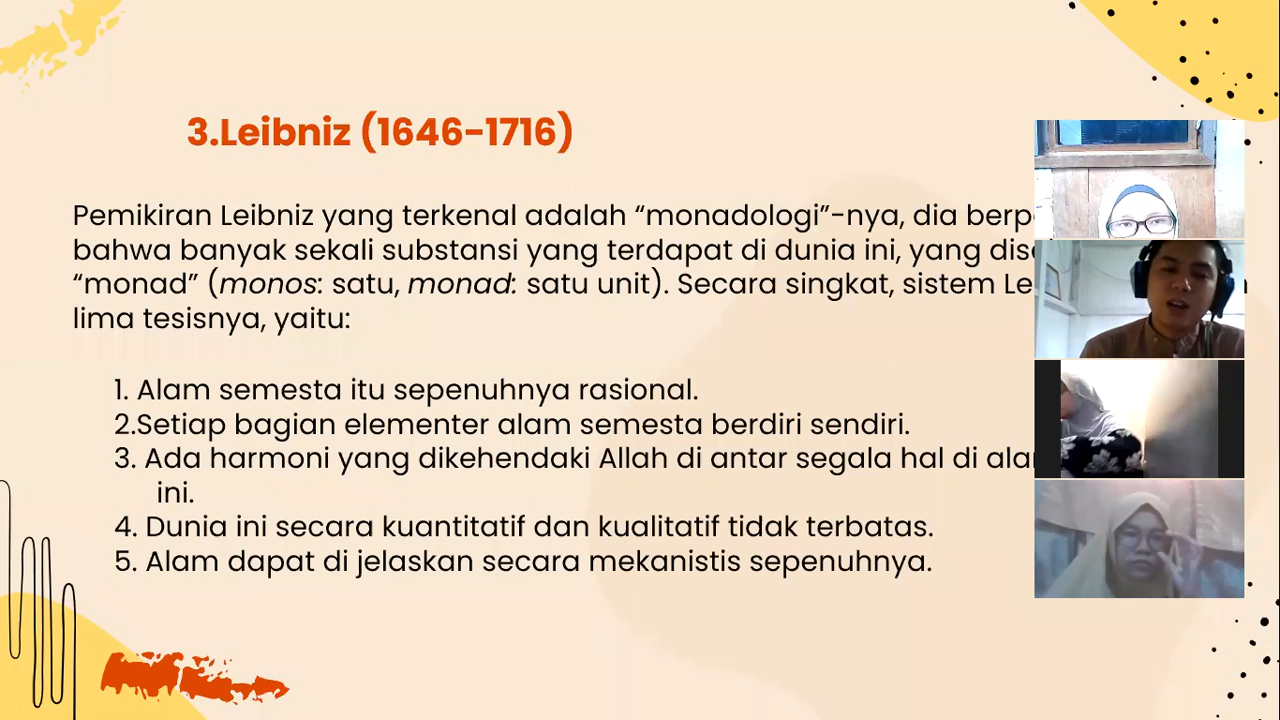 3.Leibniz (1646-1716)
Pemikiran Leibniz yang terkenal adalah “monadologi”-nya, dia
bahwa banyak sekali substansi yang terdapat di dunia ini, yang
“monad” (monos: satu, monad: satu unit). Secara singkat, sistem
lima tesisnya, yaitu:
1. Alam semesta itu sepenuhnya rasional.
2.Setiap bagian elementer alam semesta berdiri sendiri.
3. Ada harmoni yang dikehendaki Allah di antar segala hal di
ini.
4. Dunia ini secara kuantitatif dan kualitatif tidak terbatas.
5. Alam dapat di jelaskan secara mekanistis sepenuhnya.